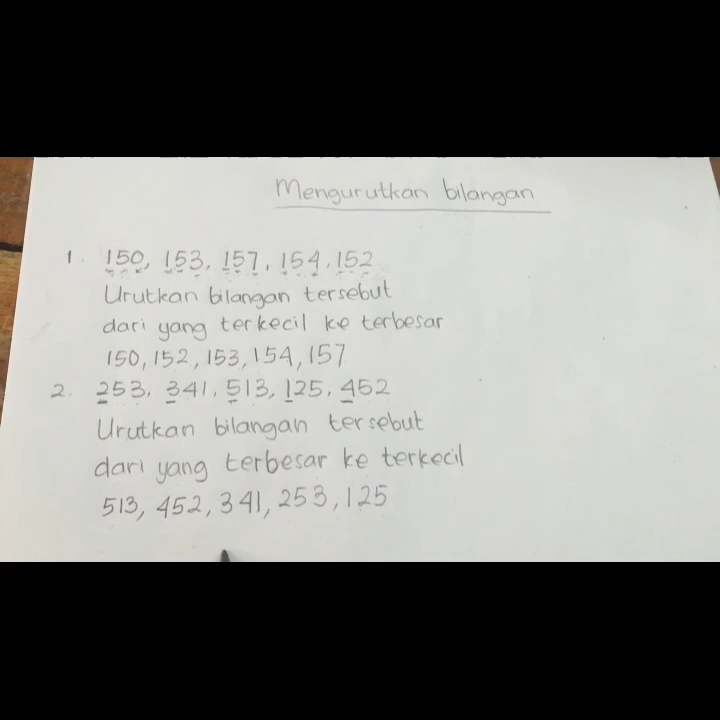 Mengurutkan bilangan
1. 150, 153, 157, 154, 152
Urutkan bilangan tersebut
dari yang terkecil ke terbesar
150, 152, 153, 154, 157
2. 253, 341, 513, 125, 452
Urutkan bilangan tersebut
dari yang terbesar ke terkecil
513, 452, 341, 253, 125